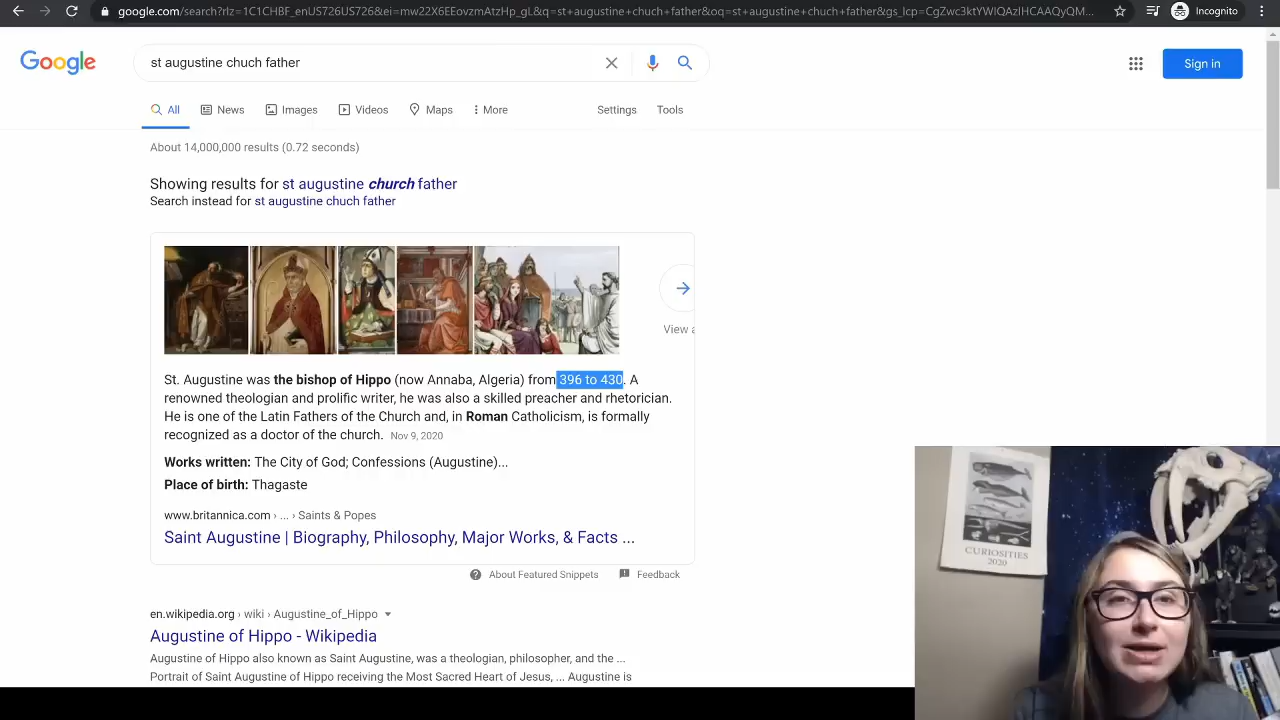 google.com/search?rlz=1C1CHBF_enUS726US726&ei=mw22X6EEovzmAtzHp_gL&q=st+augustine+chuch+father&oq=st+augustine+chuch+father&gs_lcp=CgZwc3ktYWIQAzIHCAAQyQM...
Incognito
Google
st augustine chuch father
Sign in
All
News
Images
Videos
Maps
More
Settings
Tools
About 14,000,000 results (0.72 seconds)
Showing results for st augustine church father
Search instead for st augustine chuch father
View a
St. Augustine was the bishop of Hippo (now Annaba, Algeria) from 396 to 430. A
renowned theologian and prolific writer, he was also a skilled preacher and rhetorician.
He is one of the Latin Fathers of the Church and, in Roman Catholicism, is formally
recognized as a doctor of the church. Nov 9, 2020
Works written: The City of God; Confessions (Augustine)...
Place of birth: Thagaste
www.britannica.com › ... › Saints & Popes
Saint Augustine | Biography, Philosophy, Major Works, & Facts ...
About Featured Snippets
Feedback
en.wikipedia.org › wiki › Augustine_of_Hippo
Augustine of Hippo - Wikipedia
Augustine of Hippo also known as Saint Augustine, was a theologian, philosopher, and the ...
Portrait of Saint Augustine of Hippo receiving the Most Sacred Heart of Jesus, ... Augustine is
CURIOSITIES
2020